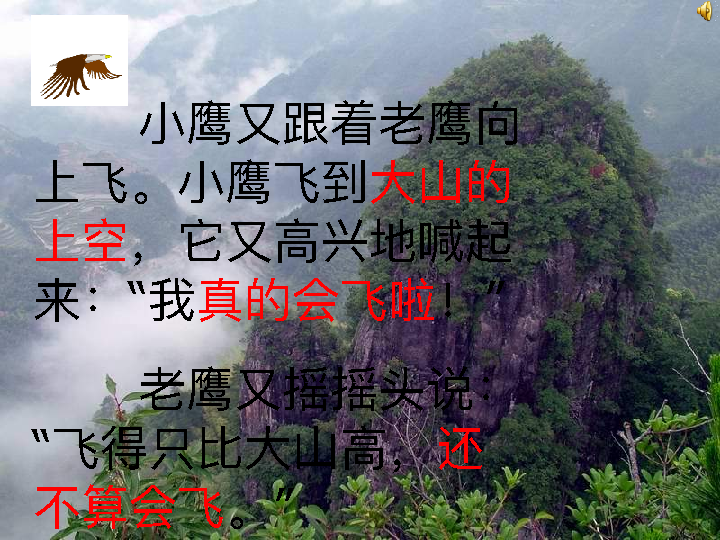 小鹰又跟着老鹰向
上飞。小鹰飞到大山的
上空，它又高兴地喊起
来：“我真的会飞啦！”
老鹰又摇摇头说：
“飞得只比大山高，还
不算会飞。”